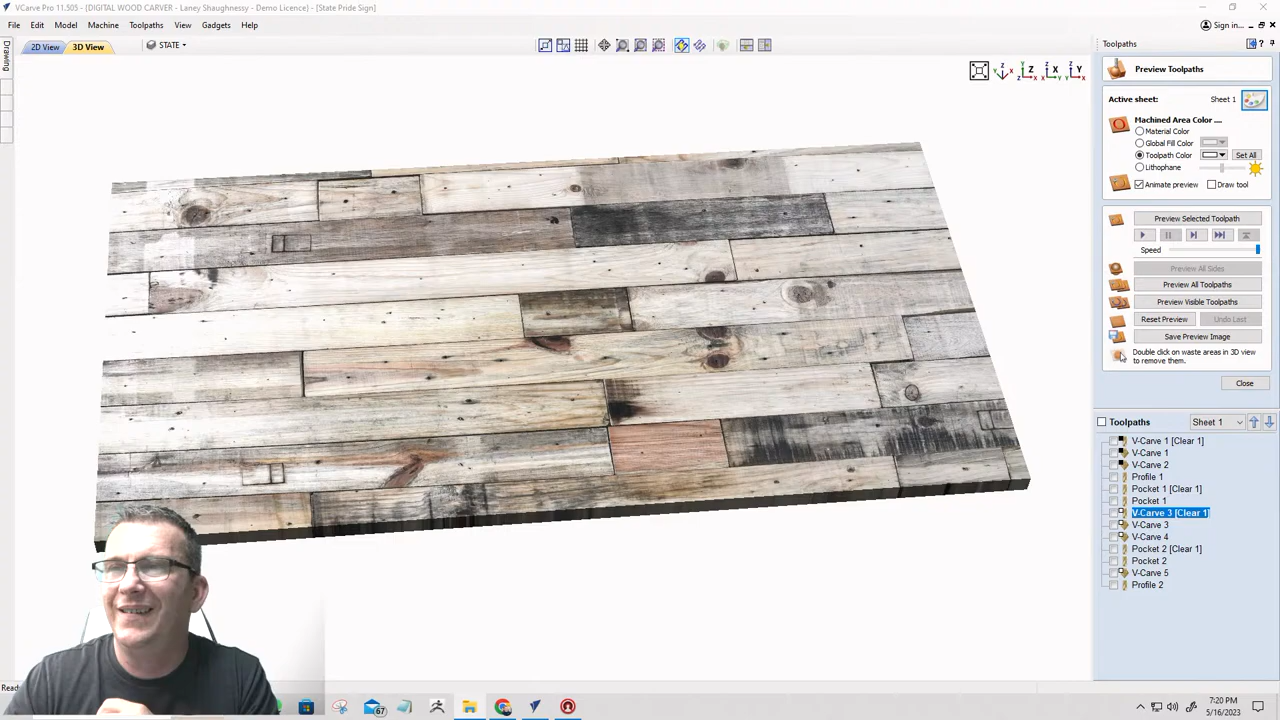 VCarve Pro 11.505 - {DIGITAL WOOD CARVER - Laney Shaughnessy - Demo Licence} - [State Pride Sign]
File Edit Model Machine Toolpaths View Gadgets Help
Sign in...
2D View 3D View STATE
Drawing
Toolpaths
Preview Toolpaths
Active sheet: Sheet 1
Machined Area Color ....
Material Color
Global Fill Color
Toolpath Color Set All
Lithophane
Animate preview Draw tool
Preview Selected Toolpath
Speed
Preview All Sides
Preview All Toolpaths
Preview Visible Toolpaths
Reset Preview Undo Last
Save Preview Image
Double click on waste areas in 3D view
to remove them.
Close
Toolpaths Sheet 1
V-Carve 1 [Clear 1]
V-Carve 1
V-Carve 2
Profile 1
Pocket 1 [Clear 1]
Pocket 1
V-Carve 3 [Clear 1]
V-Carve 3
V-Carve 4
Pocket 2 [Clear 1]
Pocket 2
V-Carve 5
Profile 2
Ready
67
7:20 PM
5/16/2023